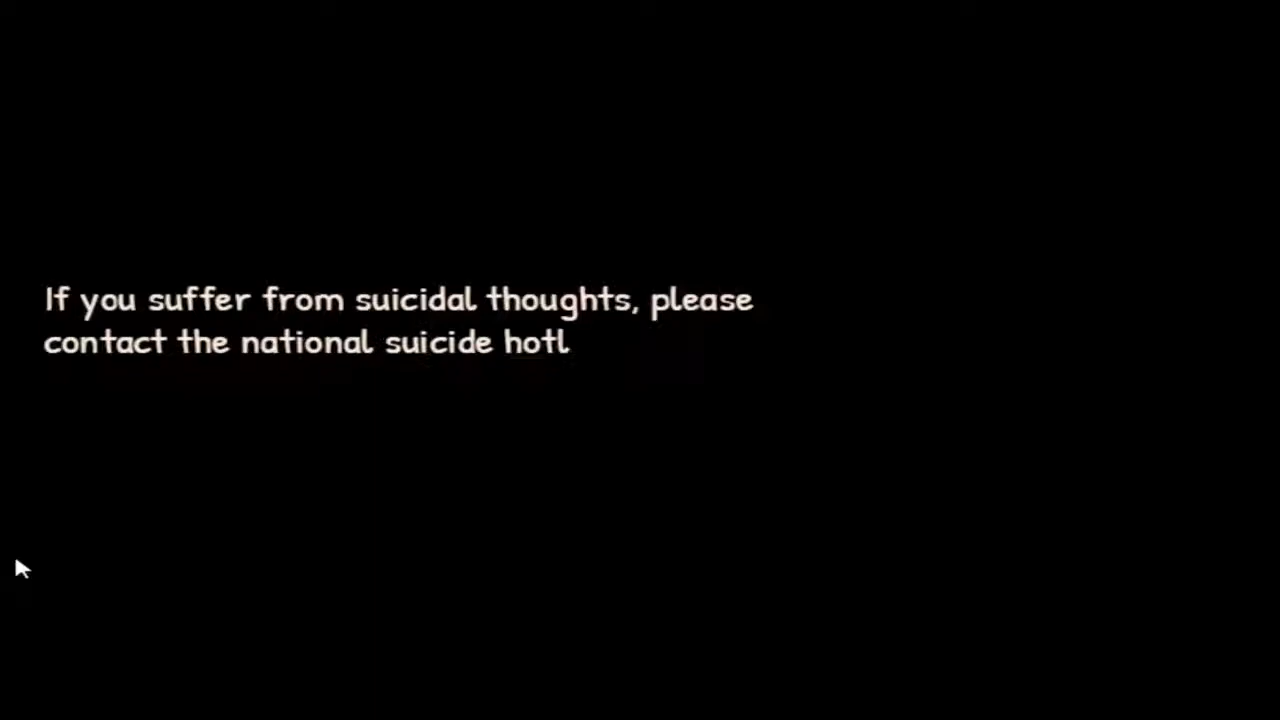 If you suffer from suicidal thoughts, please
contact the national suicide hotl